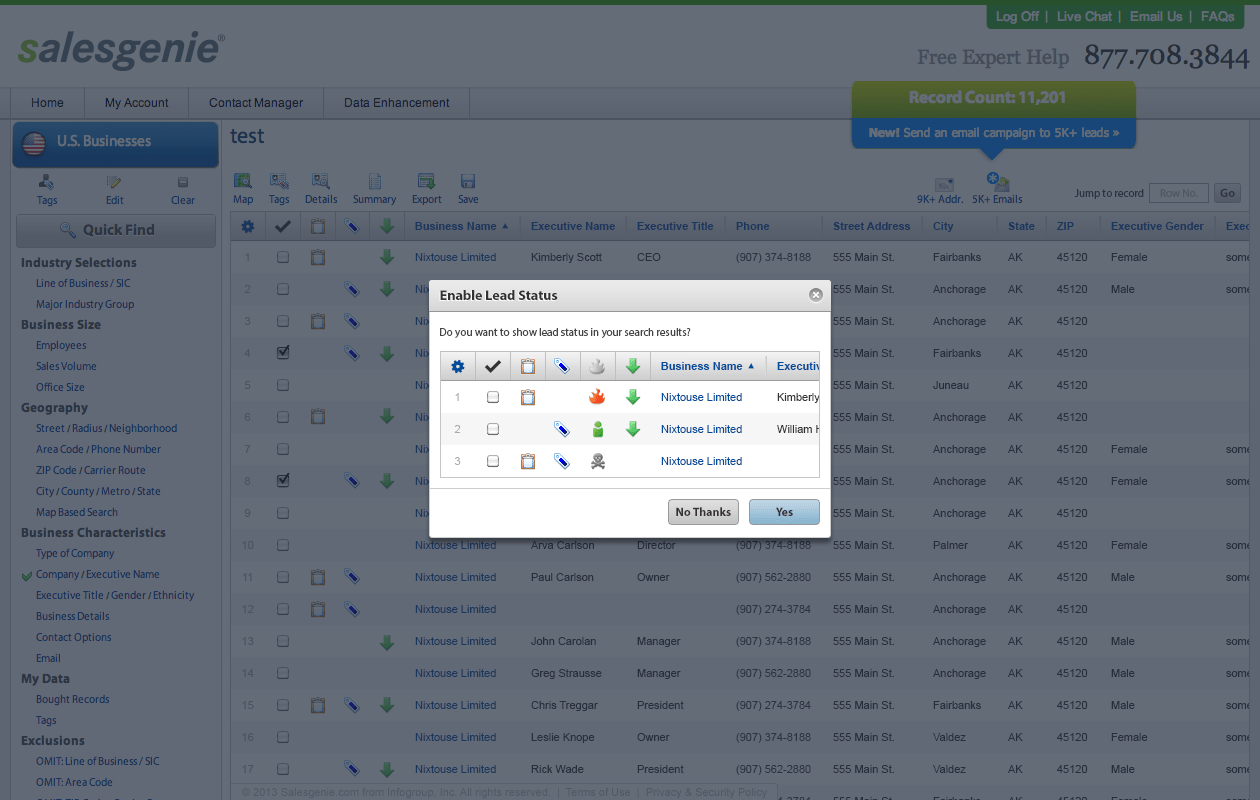 Log Off | Live Chat | Email Us | FAQs
salesgenie®
Free Expert Help 877.708.3844
Home My Account Contact Manager Data Enhancement
Record Count: 11,201
New! Send an email campaign to 5K+ leads »
U.S. Businesses
test
Tags Edit Clear
Map Tags Details Summary Export Save
9K+ Addr. 5K+ Emails
Jump to record Row No. Go
Quick Find
Industry Selections
Line of Business / SIC
Major Industry Group
Business Size
Employees
Sales Volume
Office Size
Geography
Street / Radius / Neighborhood
Area Code / Phone Number
ZIP Code / Carrier Route
City / County / Metro / State
Map Based Search
Business Characteristics
Type of Company
Company / Executive Name
Executive Title / Gender / Ethnicity
Business Details
Contact Options
Email
My Data
Bought Records
Tags
Exclusions
OMIT: Line of Business / SIC
OMIT: Area Code
Business Name ▲ Executive Name Executive Title Phone Street Address City State ZIP Executive Gender Exec
1 Nixtouse Limited Kimberly Scott CEO (907) 374-8188 555 Main St. Fairbanks AK 45120 Female some
2 Nix 555 Main St. Anchorage AK 45120 Male some
3 Nix 555 Main St. Anchorage AK 45120
4 Nix 555 Main St. Fairbanks AK 45120
5 Nix 555 Main St. Juneau AK 45120
6 Nix 555 Main St. Anchorage AK 45120
7 Nix 555 Main St. Anchorage AK 45120 Female some
8 Nix 555 Main St. Anchorage AK 45120 Female some
9 Nix 555 Main St. Anchorage AK 45120
10 Nixtouse Limited Arva Carlson Director (907) 374-8188 555 Main St. Palmer AK 45120 Female some
11 Nixtouse Limited Paul Carlson Owner (907) 562-2880 555 Main St. Anchorage AK 45120 Male some
12 Nixtouse Limited (907) 274-3784 555 Main St. Anchorage AK 45120
13 Nixtouse Limited John Carolan Manager (907) 374-8188 555 Main St. Anchorage AK 45120 Male some
14 Nixtouse Limited Greg Strausse Manager (907) 562-2880 555 Main St. Anchorage AK 45120 Male some
15 Nixtouse Limited Chris Treggar President (907) 274-3784 555 Main St. Fairbanks AK 45120 Male some
16 Nixtouse Limited Leslie Knope Owner (907) 374-8188 555 Main St. Valdez AK 45120 Female some
17 Nixtouse Limited Rick Wade President (907) 562-2880 555 Main St. Valdez AK 45120 Male some
© 2013 Salesgenie.com from Infogroup, Inc. All rights reserved. | Terms of Use | Privacy & Security Policy
Enable Lead Status
Do you want to show lead status in your search results?
Business Name ▲ Executiv
1 Nixtouse Limited Kimberly
2 Nixtouse Limited William H
3 Nixtouse Limited
No Thanks Yes